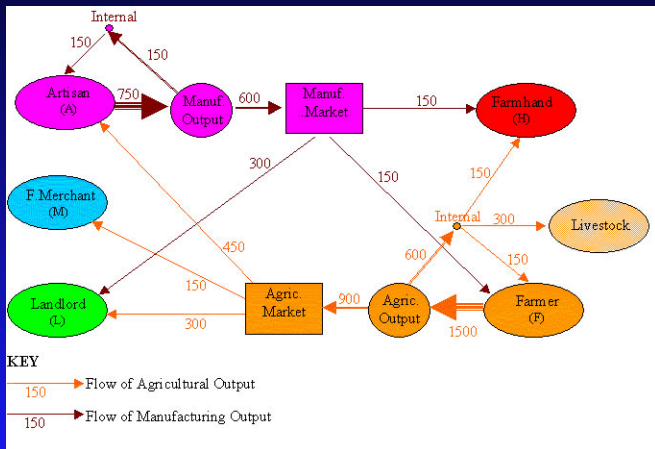 Internal
150
150
Artisan
(A)
750
Manuf.
Output
600
Manuf.
.Market
150
Farmhand
(H)
300
150
150
F.Merchant
(M)
Internal
300
Livestock
450
600
150
150
Landlord
(L)
300
Agric.
Market
900
Agric.
Output
1500
Farmer
(F)
KEY
150
Flow of Agricultural Output
150
Flow of Manufacturing Output